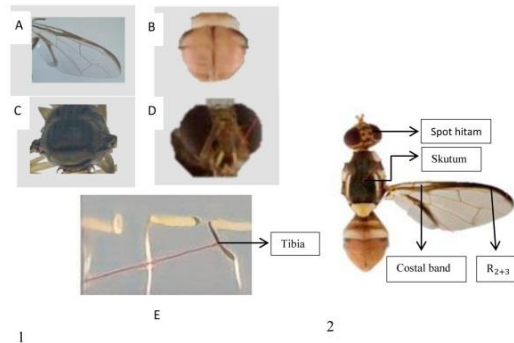 A
B
C
D
Spot hitam
Skutum
Tibia
Costal band
R2+3
E
1
2